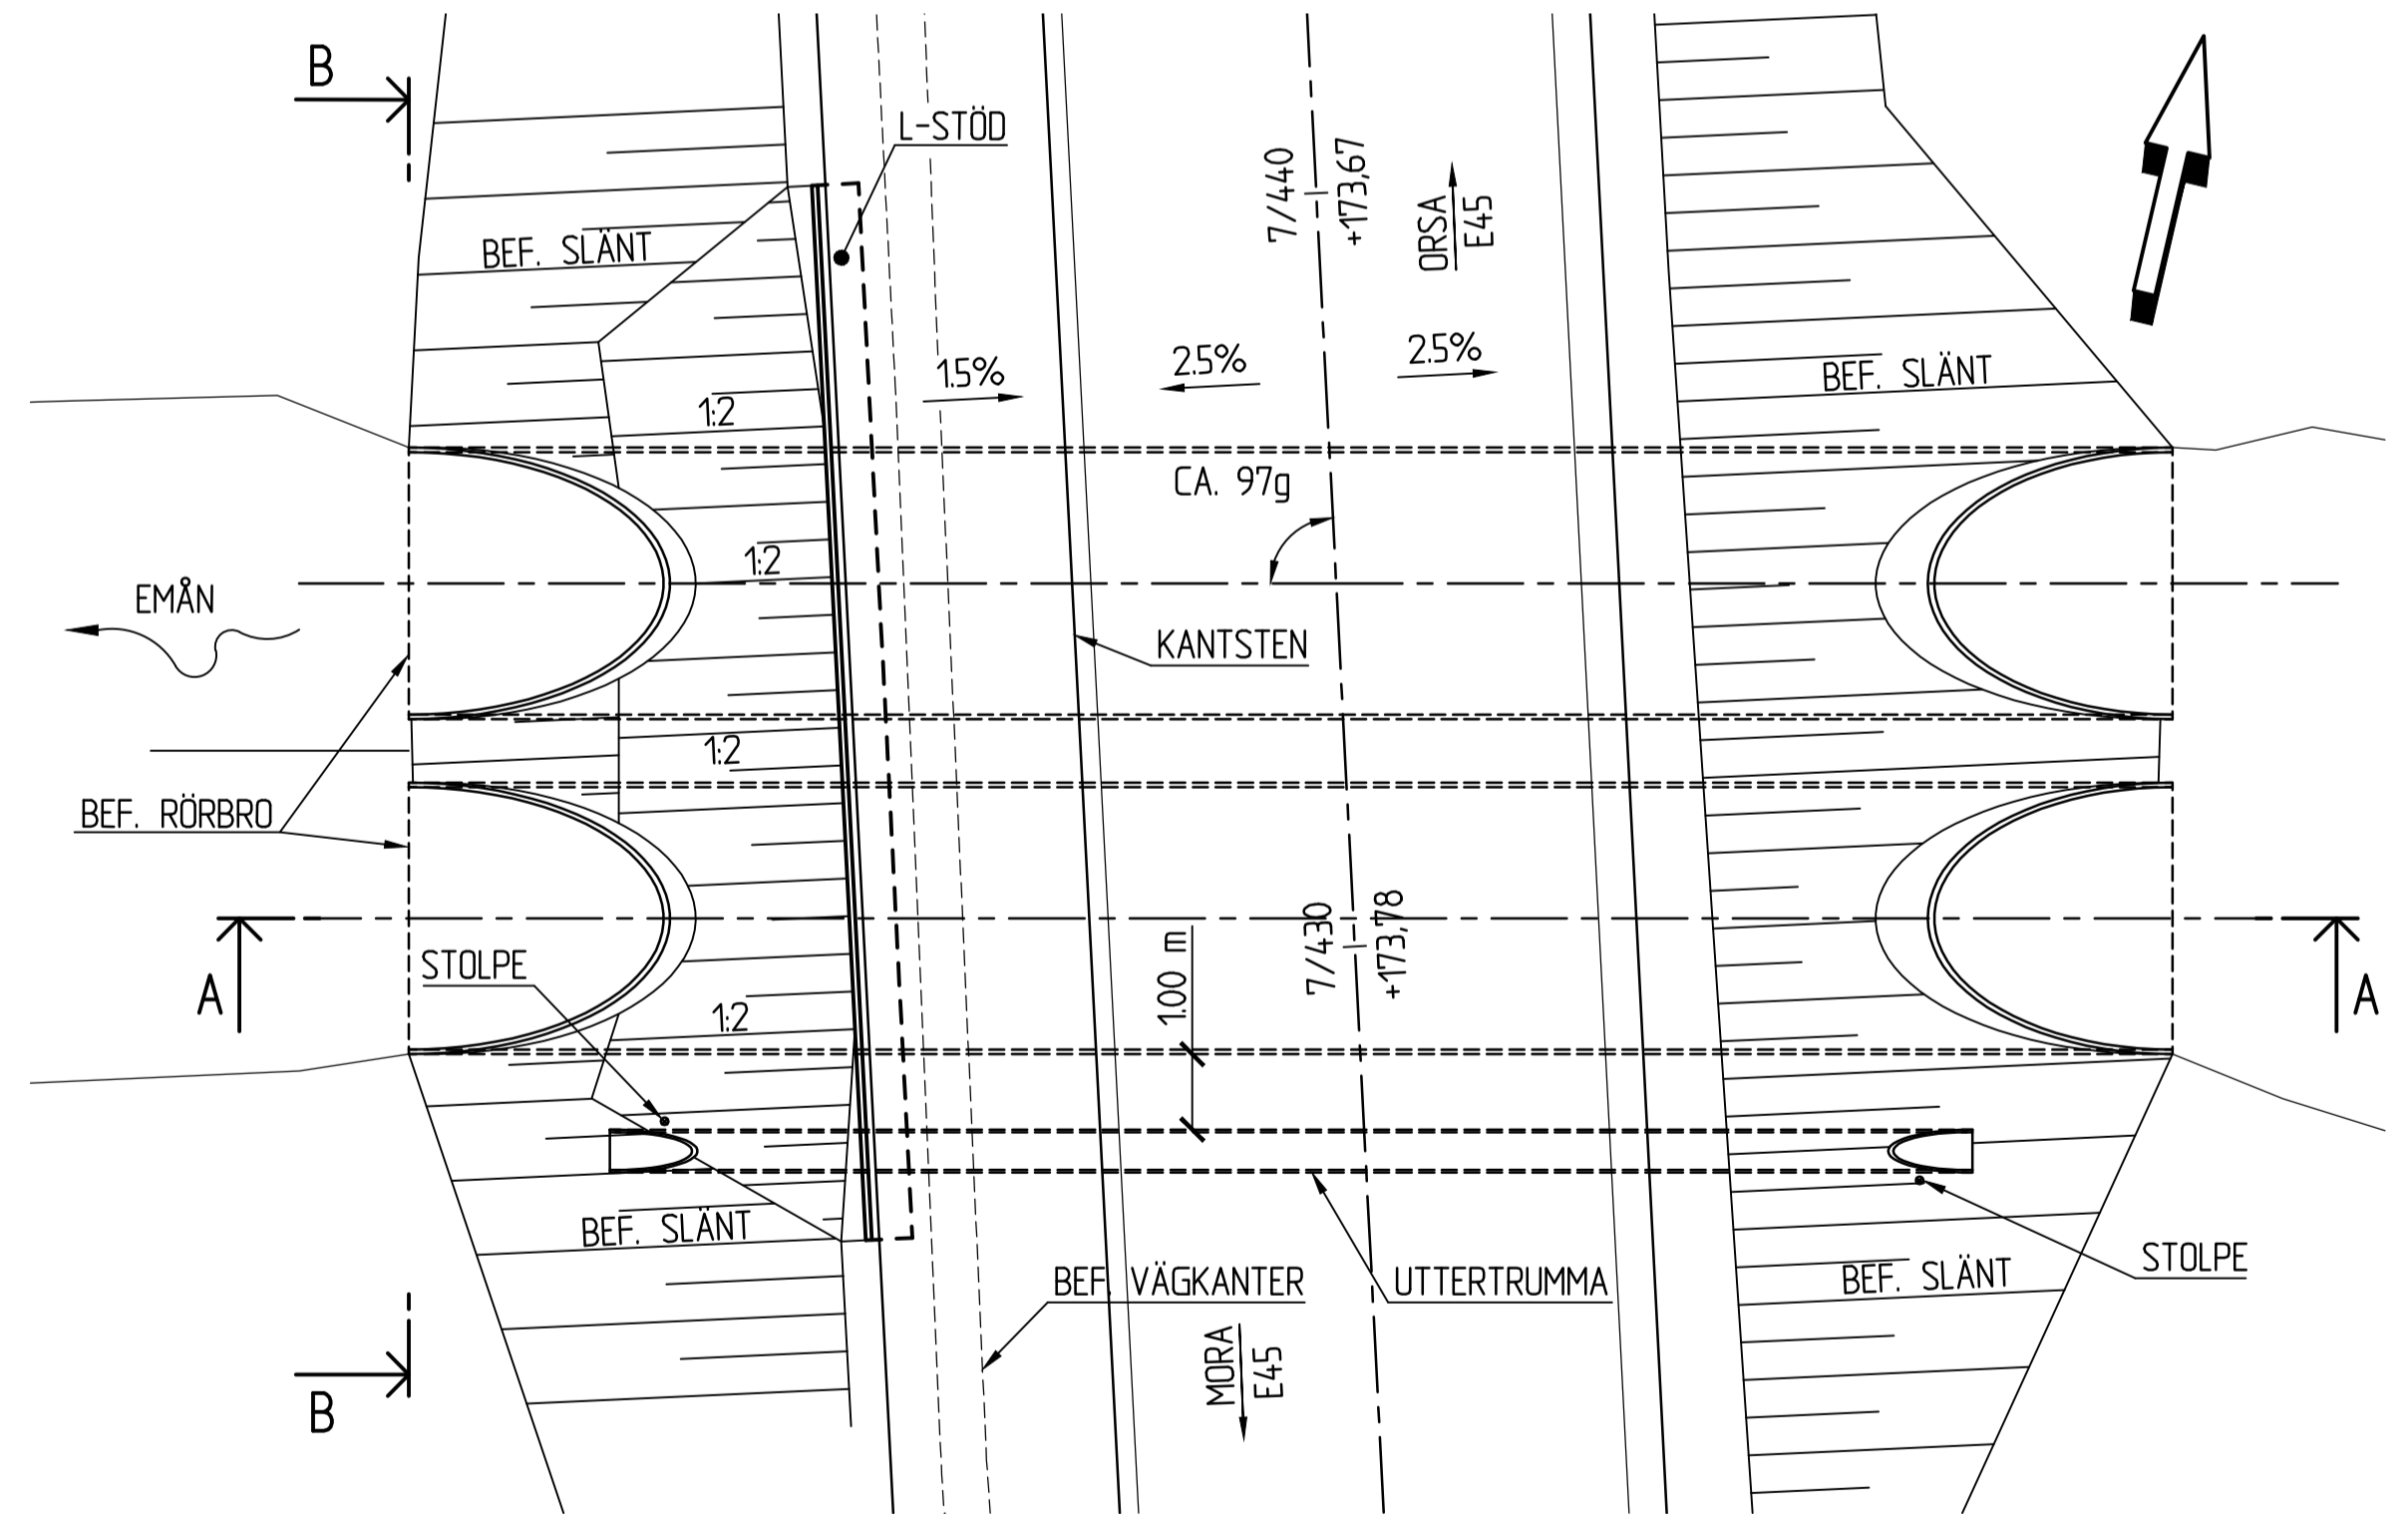 B
L-STÖD
7/440
+173,67
ORSA
E45
BEF. SLÄNT
1.5%
2.5%
2.5%
BEF. SLÄNT
1:2
CA. 97g
1:2
EMÅN
KANTSTEN
1:2
BEF. RÖRBRO
7/430
+173,78
STOLPE
1.00 m
A
A
1:2
BEF. SLÄNT
STOLPE
BEF. VÄGKANTER
UTTERTRUMMA
BEF. SLÄNT
MORA
E45
B